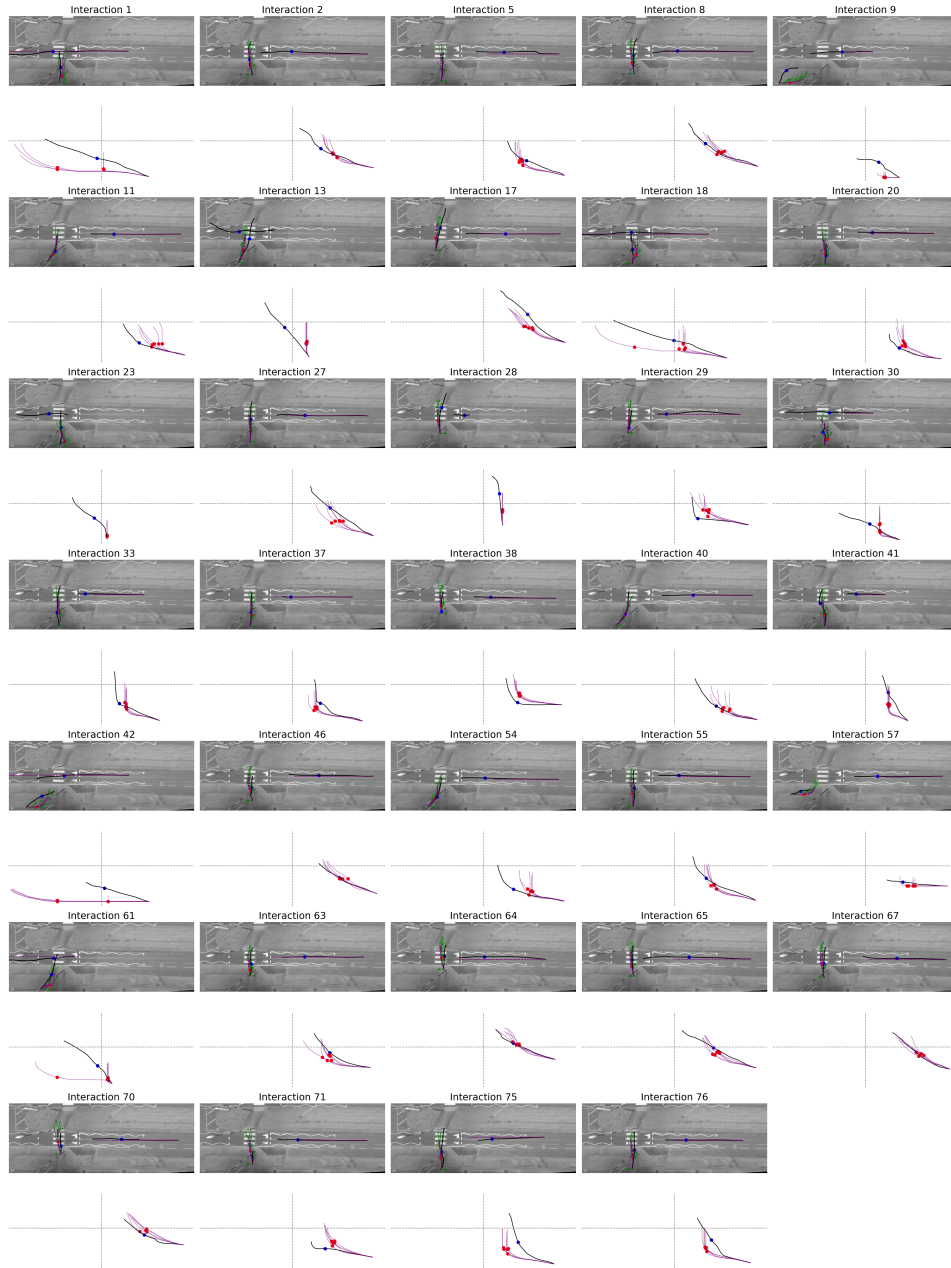 Interaction 1 Interaction 2 Interaction 5 Interaction 8 Interaction 9
Interaction 11 Interaction 13 Interaction 17 Interaction 18 Interaction 20
Interaction 23 Interaction 27 Interaction 28 Interaction 29 Interaction 30
Interaction 33 Interaction 37 Interaction 38 Interaction 40 Interaction 41
Interaction 42 Interaction 46 Interaction 54 Interaction 55 Interaction 57
Interaction 61 Interaction 63 Interaction 64 Interaction 65 Interaction 67
Interaction 70 Interaction 71 Interaction 75 Interaction 76